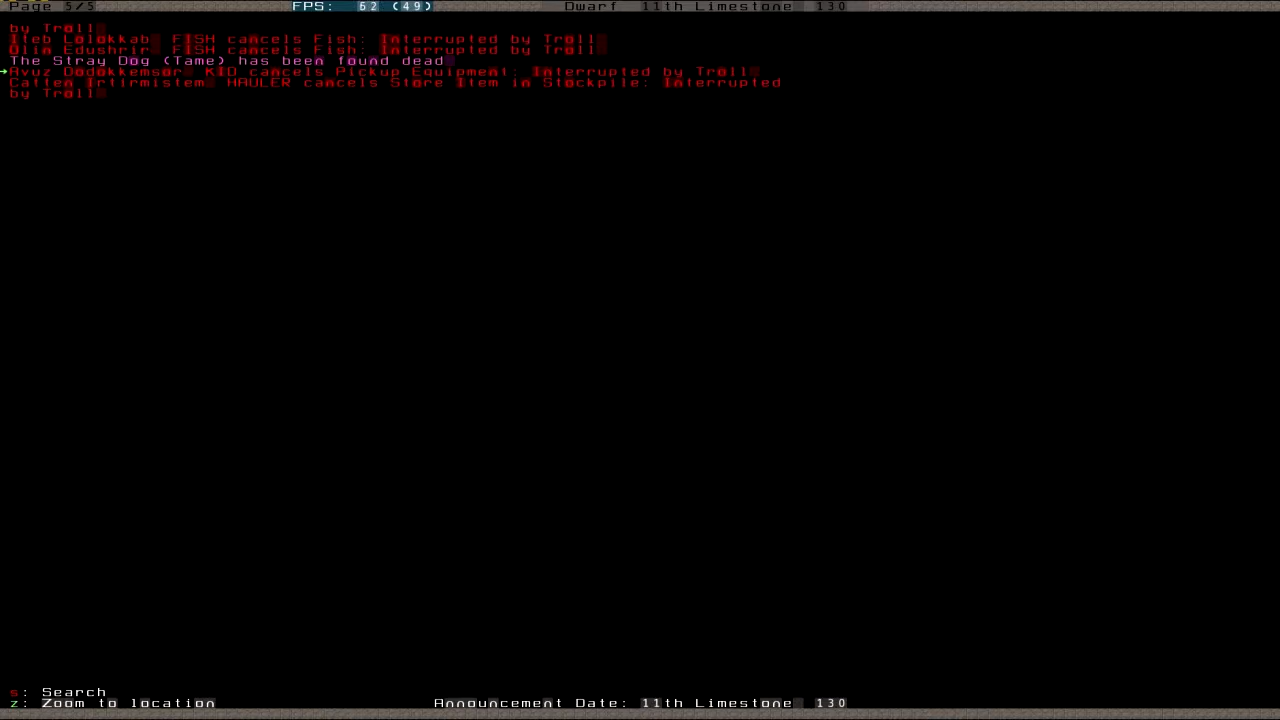 Page 5/5 FPS: 62 (49) Dwarf 11th Limestone 130
by Troll
Iteb Lolokkab FISH cancels Fish: Interrupted by Troll
Olin Edushrir FISH cancels Fish: Interrupted by Troll
The Stray Dog (Tame) has been found dead
Avuz Dodokkemsor KID cancels Pickup Equipment: Interrupted by Troll
Catten Irtirmistem HAULER cancels Store Item in Stockpile: Interrupted
by Troll
s: Search
z: Zoom to location Announcement Date: 11th Limestone 130